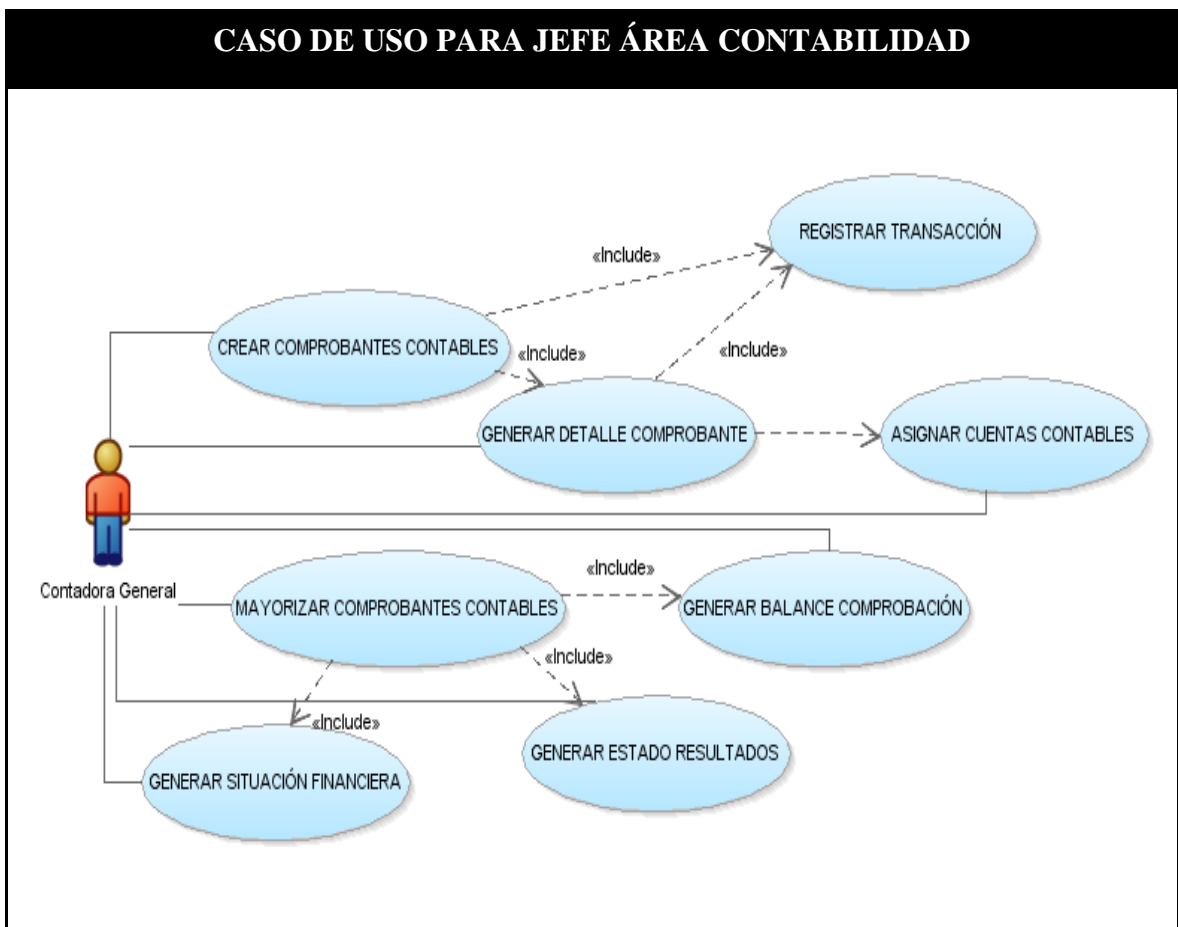 CASO DE USO PARA JEFE ÁREA CONTABILIDAD
REGISTRAR TRANSACCIÓN
«Include»
CREAR COMPROBANTES CONTABLES
«Include»
«Include»
GENERAR DETALLE COMPROBANTE
ASIGNAR CUENTAS CONTABLES
Contadora General
«Include»
MAYORIZAR COMPROBANTES CONTABLES
GENERAR BALANCE COMPROBACIÓN
«Include»
«Include»
GENERAR ESTADO RESULTADOS
GENERAR SITUACIÓN FINANCIERA